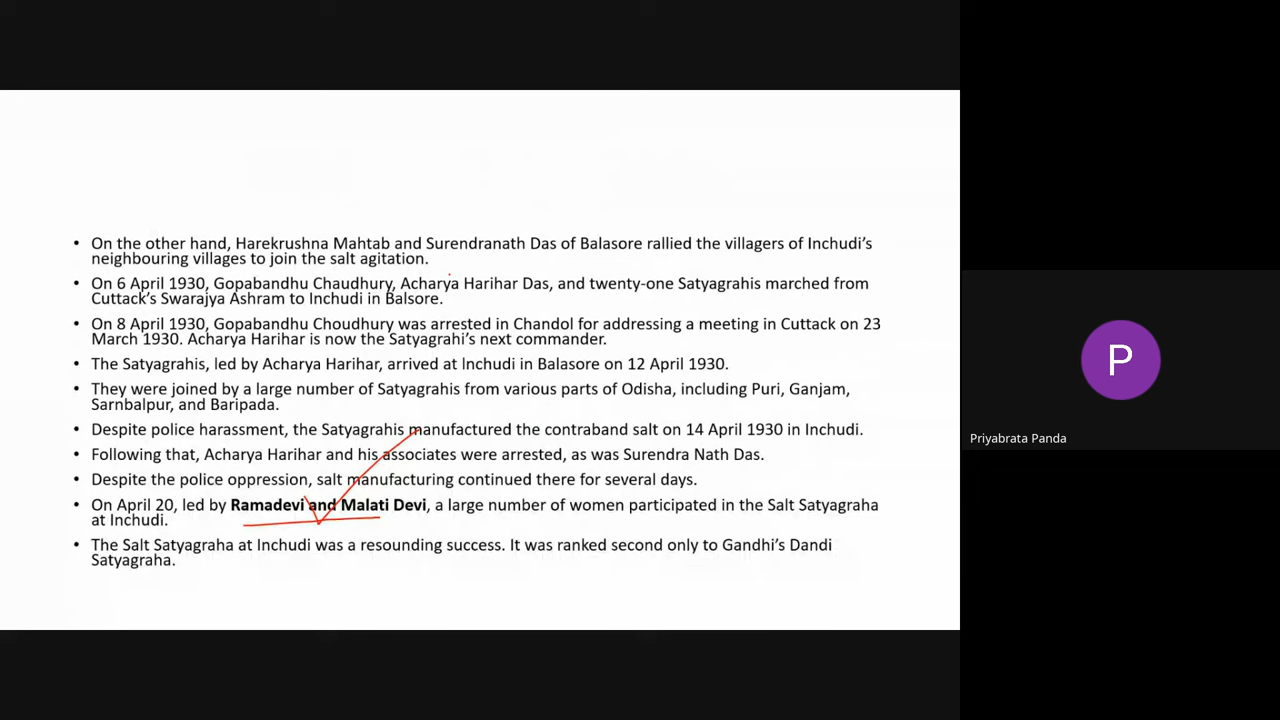 • On the other hand, Harekrushna Mahtab and Surendranath Das of Balasore rallied the villagers of Inchudi’s
neighbouring villages to join the salt agitation.
• On 6 April 1930, Gopabandhu Chaudhury, Acharya Harihar Das, and twenty-one Satyagrahis marched from
Cuttack’s Swarajya Ashram to Inchudi in Balsore.
• On 8 April 1930, Gopabandhu Choudhury was arrested in Chandol for addressing a meeting in Cuttack on 23
March 1930. Acharya Harihar is now the Satyagrahi’s next commander.
• The Satyagrahis, led by Acharya Harihar, arrived at lnchudi in Balasore on 12 April 1930.
• They were joined by a large number of Satyagrahis from various parts of Odisha, including Puri, Ganjam,
Sarnbalpur, and Baripada.
• Despite police harassment, the Satyagrahis manufactured the contraband salt on 14 April 1930 in Inchudi.
• Following that, Acharya Harihar and his associates were arrested, as was Surendra Nath Das.
• Despite the police oppression, salt manufacturing continued there for several days.
• On April 20, led by Ramadevi and Malati Devi, a large number of women participated in the Salt Satyagraha
at Inchudi.
• The Salt Satyagraha at Inchudi was a resounding success. It was ranked second only to Gandhi’s Dandi
Satyagraha.
P
Priyabrata Panda